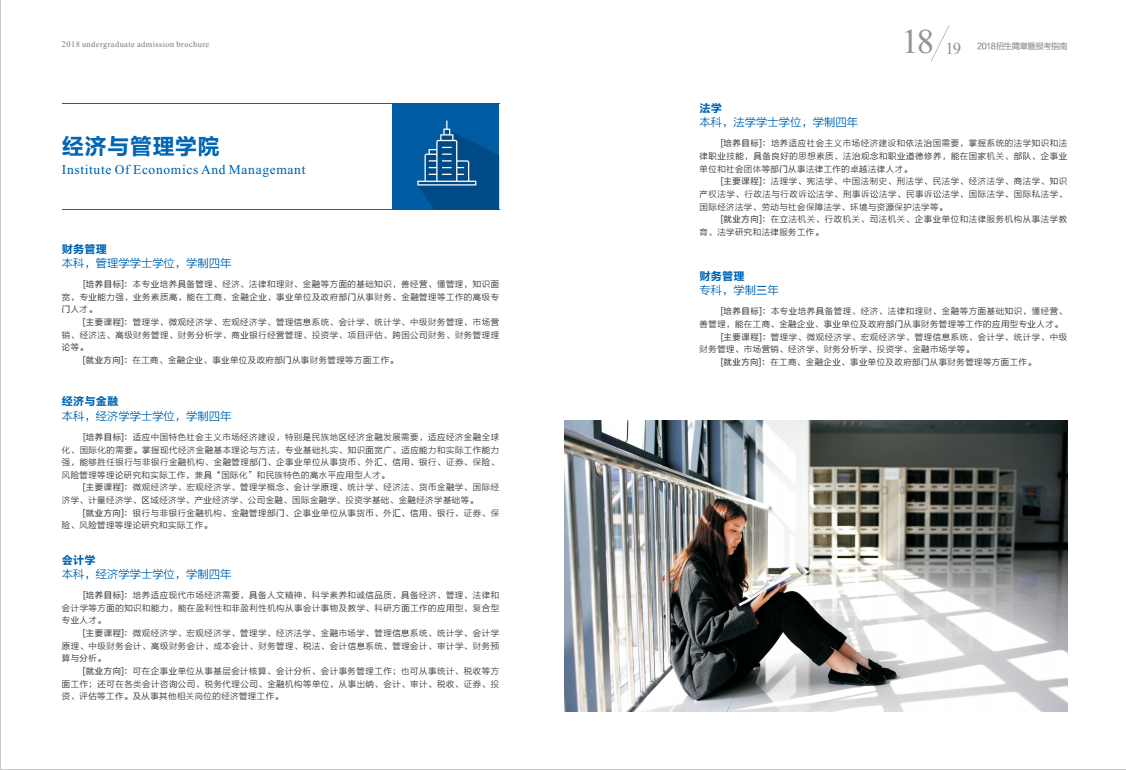 2018 undergraduate admission brochure
18/19 2018招生简章暨报考指南
经济与管理学院
Institute Of Economics And Managemant
财务管理
本科，管理学学士学位，学制四年
[培养目标]：本专业培养具备管理、经济、法律和理财、金融等方面的基础知识，善经营、懂管理，知识面
宽，专业能力强，业务素质高，能在工商、金融企业、事业单位及政府部门从事财务、金融管理等工作的高级专
门人才。
[主要课程]：管理学、微观经济学、宏观经济学、管理信息系统、会计学、统计学、中级财务管理、市场营
销、经济法、高级财务管理、财务分析学、商业银行经营管理、投资学、项目评估、跨国公司财务、财务管理理
论等。
[就业方向]：在工商、金融企业、事业单位及政府部门从事财务管理等方面工作。
经济与金融
本科，经济学学士学位，学制四年
[培养目标]：适应中国特色社会主义市场经济建设，特别是民族地区经济金融发展需要，适应经济金融全球
化、国际化的需要。掌握现代经济金融基本理论与方法，专业基础扎实、知识面宽广、适应能力和实际工作能力
强，能够胜任银行与非银行金融机构、金融管理部门、企事业单位从事货币、外汇、信用、银行、证券、保险、
风险管理等理论研究和实际工作，兼具“国际化”和民族特色的高水平应用型人才。
[主要课程]：微观经济学、宏观经济学、管理学概念、会计学原理、统计学、经济法、货币金融学、国际经
济学、计量经济学、区域经济学、产业经济学、公司金融、国际金融学、投资学基础、金融经济学基础等。
[就业方向]：银行与非银行金融机构、金融管理部门、企事业单位从事货币、外汇、信用、银行、证券、保
险、风险管理等理论研究和实际工作。
会计学
本科，经济学学士学位，学制四年
[培养目标]：培养适应现代市场经济需要，具备人文精神、科学素养和诚信品质，具备经济、管理、法律和
会计学等方面的知识和能力，能在盈利性和非盈利性机构从事会计事物及教学、科研方面工作的应用型、复合型
专业人才。
[主要课程]：微观经济学、宏观经济学、管理学、经济法学、金融市场学、管理信息系统、统计学、会计学
原理、中级财务会计、高级财务会计、成本会计、财务管理、税法、会计信息系统、管理会计、审计学、财务预
算与分析。
[就业方向]：可在企事业单位从事基层会计核算、会计分析、会计事务管理工作；也可从事统计、税收等方
面工作；还可在各类会计咨询公司、税务代理公司、金融机构等单位，从事出纳、会计、审计、税收、证券、投
资、评估等工作。及从事其他相关岗位的经济管理工作。
法学
本科，法学学士学位，学制四年
[培养目标]：培养适应社会主义市场经济建设和依法治国需要，掌握系统的法学知识和法
律职业技能，具备良好的思想素质、法治观念和职业道德修养，能在国家机关、部队、企事业
单位和社会团体等部门从事法律工作的卓越法律人才。
[主要课程]：法理学、宪法学、中国法制史、刑法学、民法学、经济法学、商法学、知识
产权法学、行政法与行政诉讼法学、刑事诉讼法学、民事诉讼法学、国际法学、国际私法学、
国际经济法学、劳动与社会保障法学、环境与资源保护法学等。
[就业方向]：在立法机关、行政机关、司法机关、企事业单位和法律服务机构从事法学教
育、法学研究和法律服务工作。
财务管理
专科，学制三年
[培养目标]：本专业培养具备管理、经济、法律和理财、金融等方面基础知识，懂经营、
善管理，能在工商、金融企业、事业单位及政府部门从事财务管理等工作的应用型专业人才。
[主要课程]：管理学、微观经济学、宏观经济学、管理信息系统、会计学、统计学、中级
财务管理、市场营销、经济学、财务分析学、投资学、金融市场学等。
[就业方向]：在工商、金融企业、事业单位及政府部门从事财务管理等方面工作。